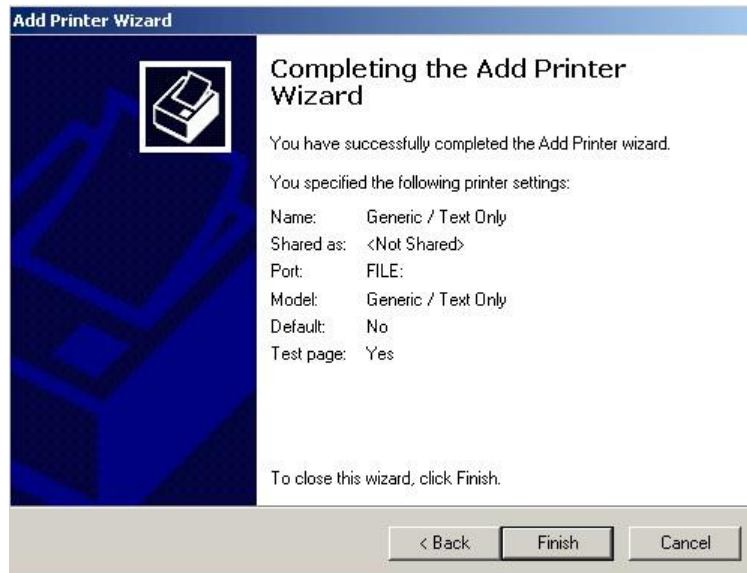 Add Printer Wizard
Completing the Add Printer
Wizard
You have successfully completed the Add Printer wizard.
You specified the following printer settings:
Name: Generic / Text Only
Shared as: <Not Shared>
Port: FILE:
Model: Generic / Text Only
Default: No
Test page: Yes
To close this wizard, click Finish.
< Back Finish Cancel